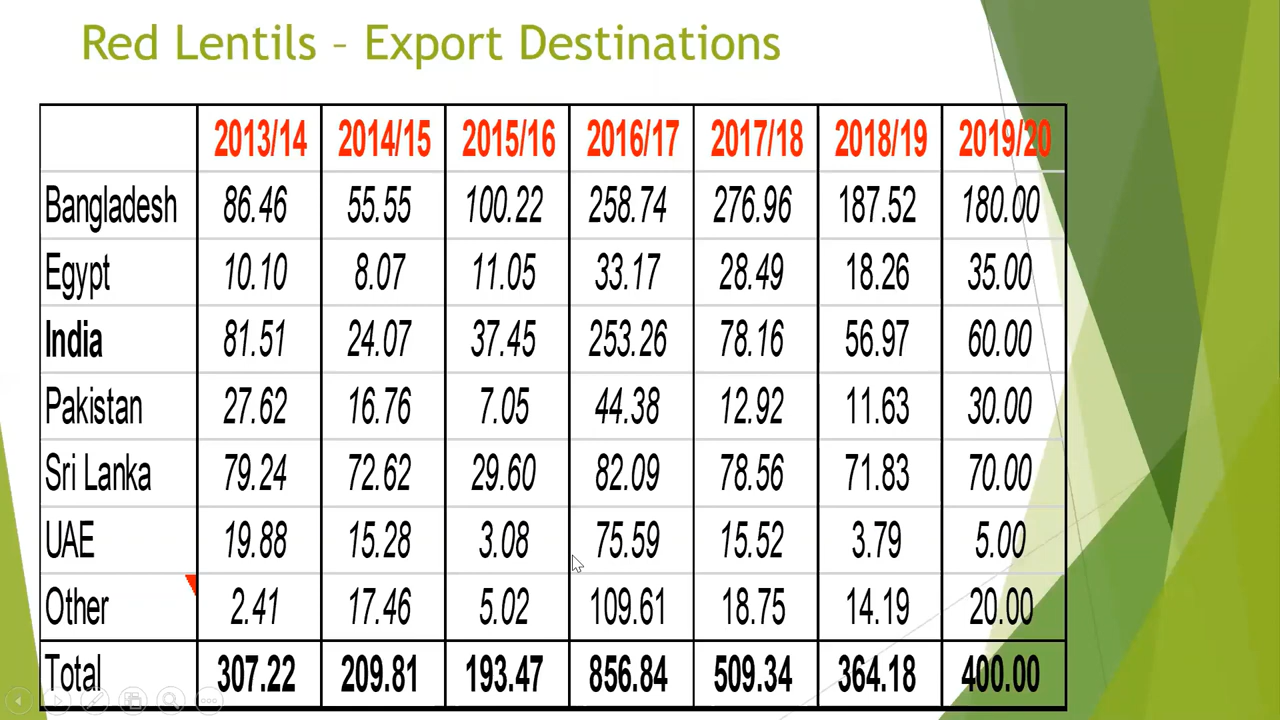 Red Lentils – Export Destinations
2013/14 2014/15 2015/16 2016/17 2017/18 2018/19 2019/20
Bangladesh 86.46 55.55 100.22 258.74 276.96 187.52 180.00
Egypt 10.10 8.07 11.05 33.17 28.49 18.26 35.00
India 81.51 24.07 37.45 253.26 78.16 56.97 60.00
Pakistan 27.62 16.76 7.05 44.38 12.92 11.63 30.00
Sri Lanka 79.24 72.62 29.60 82.09 78.56 71.83 70.00
UAE 19.88 15.28 3.08 75.59 15.52 3.79 5.00
Other 2.41 17.46 5.02 109.61 18.75 14.19 20.00
Total 307.22 209.81 193.47 856.84 509.34 364.18 400.00